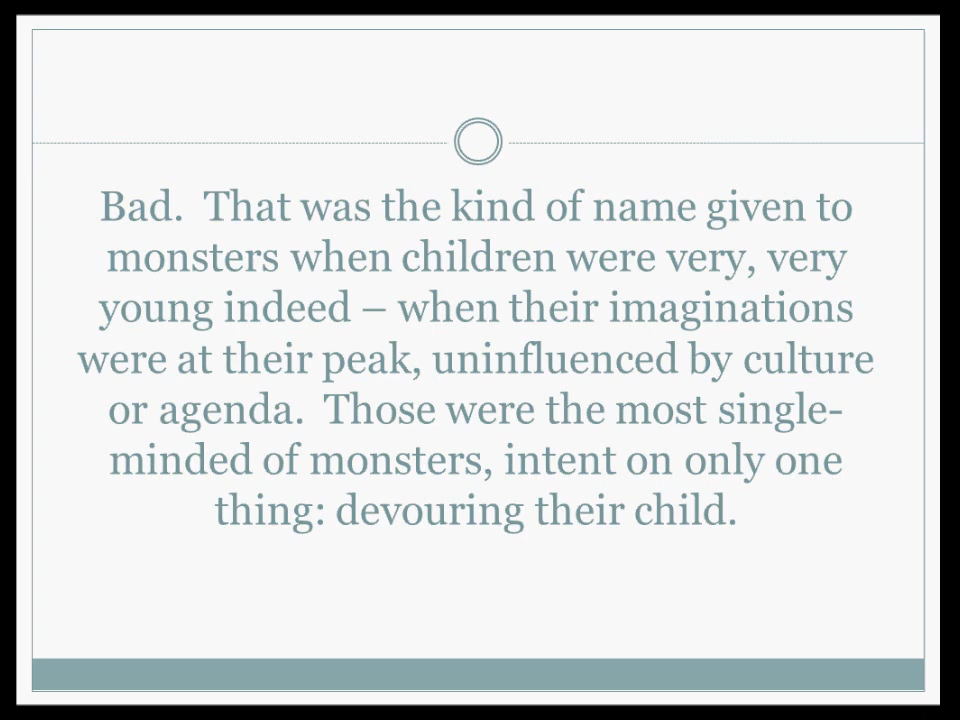 Bad.  That was the kind of name given to
monsters when children were very, very
young indeed – when their imaginations
were at their peak, uninfluenced by culture
or agenda.  Those were the most single-
minded of monsters, intent on only one
thing: devouring their child.